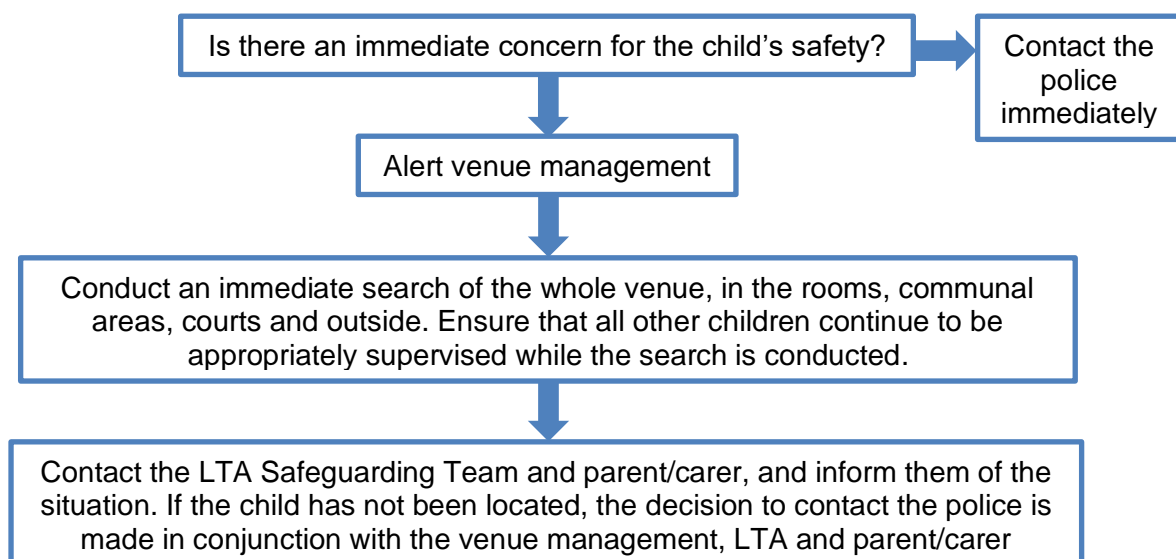 Is there an immediate concern for the child’s safety?
Contact the
police
immediately
Alert venue management
Conduct an immediate search of the whole venue, in the rooms, communal
areas, courts and outside. Ensure that all other children continue to be
appropriately supervised while the search is conducted.
Contact the LTA Safeguarding Team and parent/carer, and inform them of the
situation. If the child has not been located, the decision to contact the police is
made in conjunction with the venue management, LTA and parent/carer